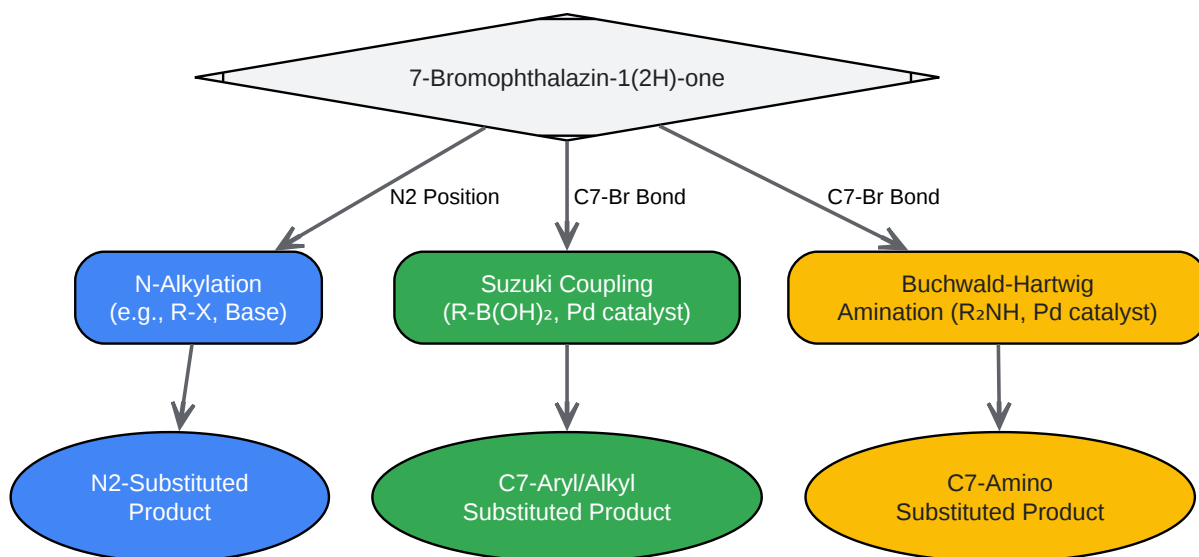 7-Bromophthalazin-1(2H)-one
N2 Position
C7-Br Bond
C7-Br Bond
N-Alkylation
(e.g., R-X, Base)
Suzuki Coupling
(R-B(OH)₂, Pd catalyst)
Buchwald-Hartwig
Amination (R₂NH, Pd catalyst)
N2-Substituted
Product
C7-Aryl/Alkyl
Substituted Product
C7-Amino
Substituted Product